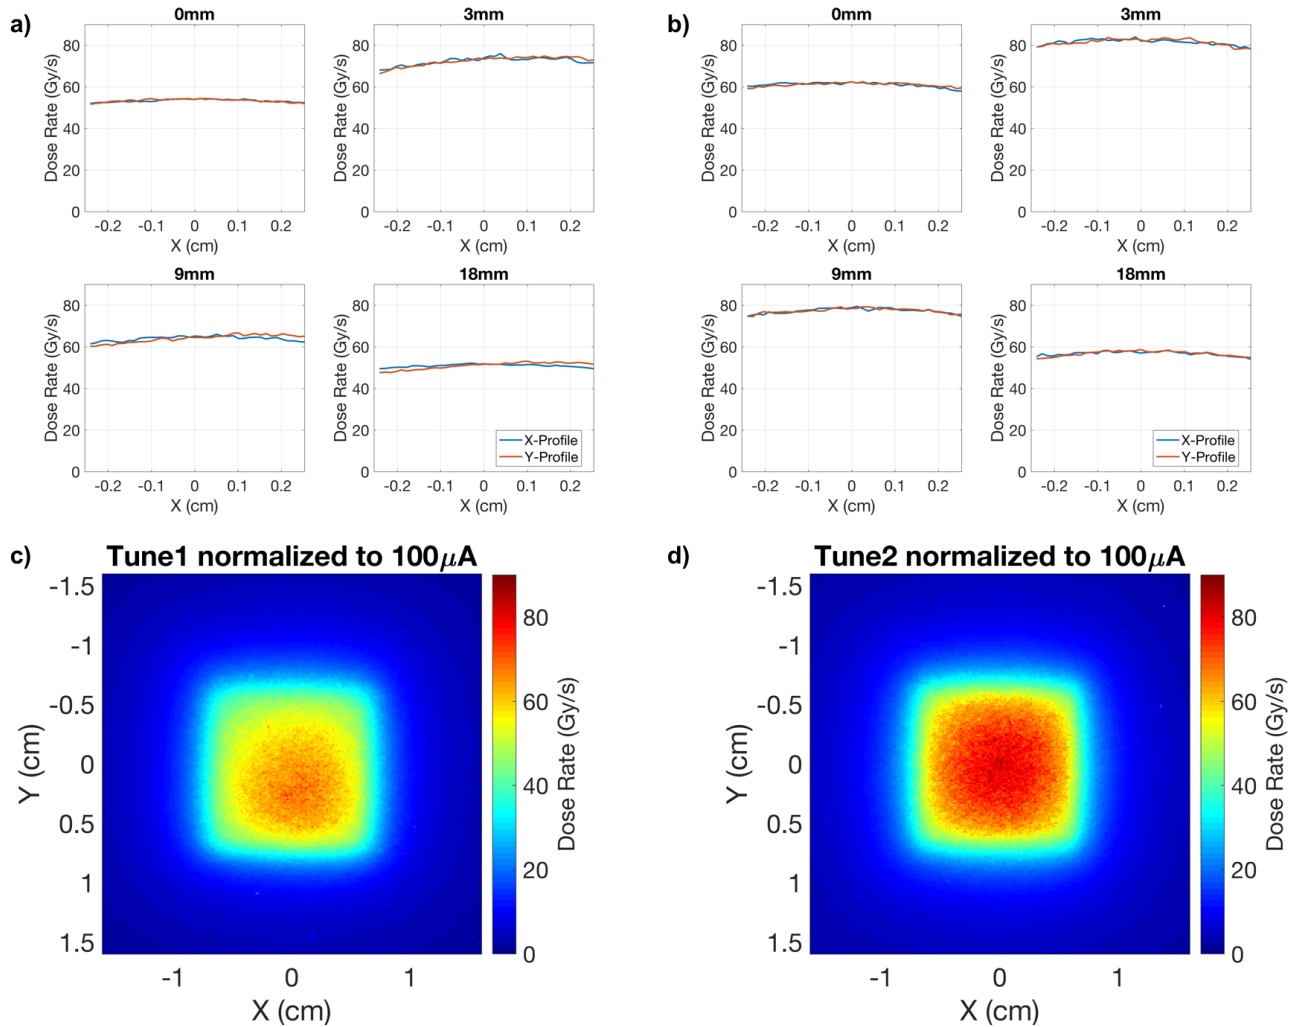 a)
0mm
Dose Rate (Gy/s)
80
60
40
20
0
-0.2 -0.1 0 0.1 0.2
X (cm)
3mm
Dose Rate (Gy/s)
80
60
40
20
0
-0.2 -0.1 0 0.1 0.2
X (cm)
9mm
Dose Rate (Gy/s)
80
60
40
20
0
-0.2 -0.1 0 0.1 0.2
X (cm)
18mm
Dose Rate (Gy/s)
80
60
40
20
0
-0.2 -0.1 0 0.1 0.2
X (cm)
X-Profile
Y-Profile
b)
0mm
Dose Rate (Gy/s)
80
60
40
20
0
-0.2 -0.1 0 0.1 0.2
X (cm)
3mm
Dose Rate (Gy/s)
80
60
40
20
0
-0.2 -0.1 0 0.1 0.2
X (cm)
9mm
Dose Rate (Gy/s)
80
60
40
20
0
-0.2 -0.1 0 0.1 0.2
X (cm)
18mm
Dose Rate (Gy/s)
80
60
40
20
0
-0.2 -0.1 0 0.1 0.2
X (cm)
X-Profile
Y-Profile
c)
Tune1 normalized to 100μA
Y (cm)
-1.5
-1
-0.5
0
0.5
1
1.5
-1 0 1
X (cm)
80
60
40
20
0
Dose Rate (Gy/s)
d)
Tune2 normalized to 100μA
Y (cm)
-1.5
-1
-0.5
0
0.5
1
1.5
-1 0 1
X (cm)
80
60
40
20
0
Dose Rate (Gy/s)